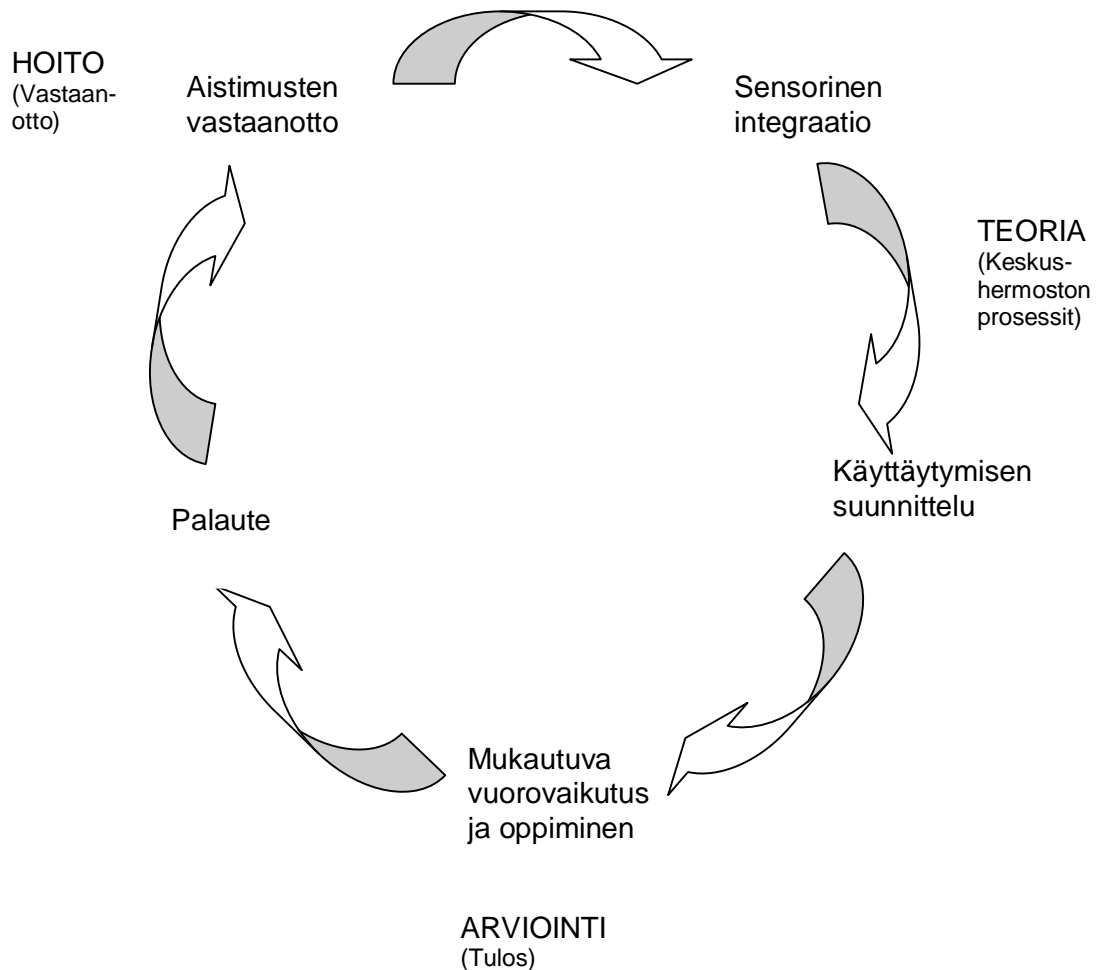 HOITO
(Vastaan-
otto)
Aistimusten
vastaanotto
Sensorinen
integraatio
TEORIA
(Keskus-
hermoston
prosessit)
Käyttäytymisen
suunnittelu
Palaute
Mukautuva
vuorovaikutus
ja oppiminen
ARVIOINTI
(Tulos)